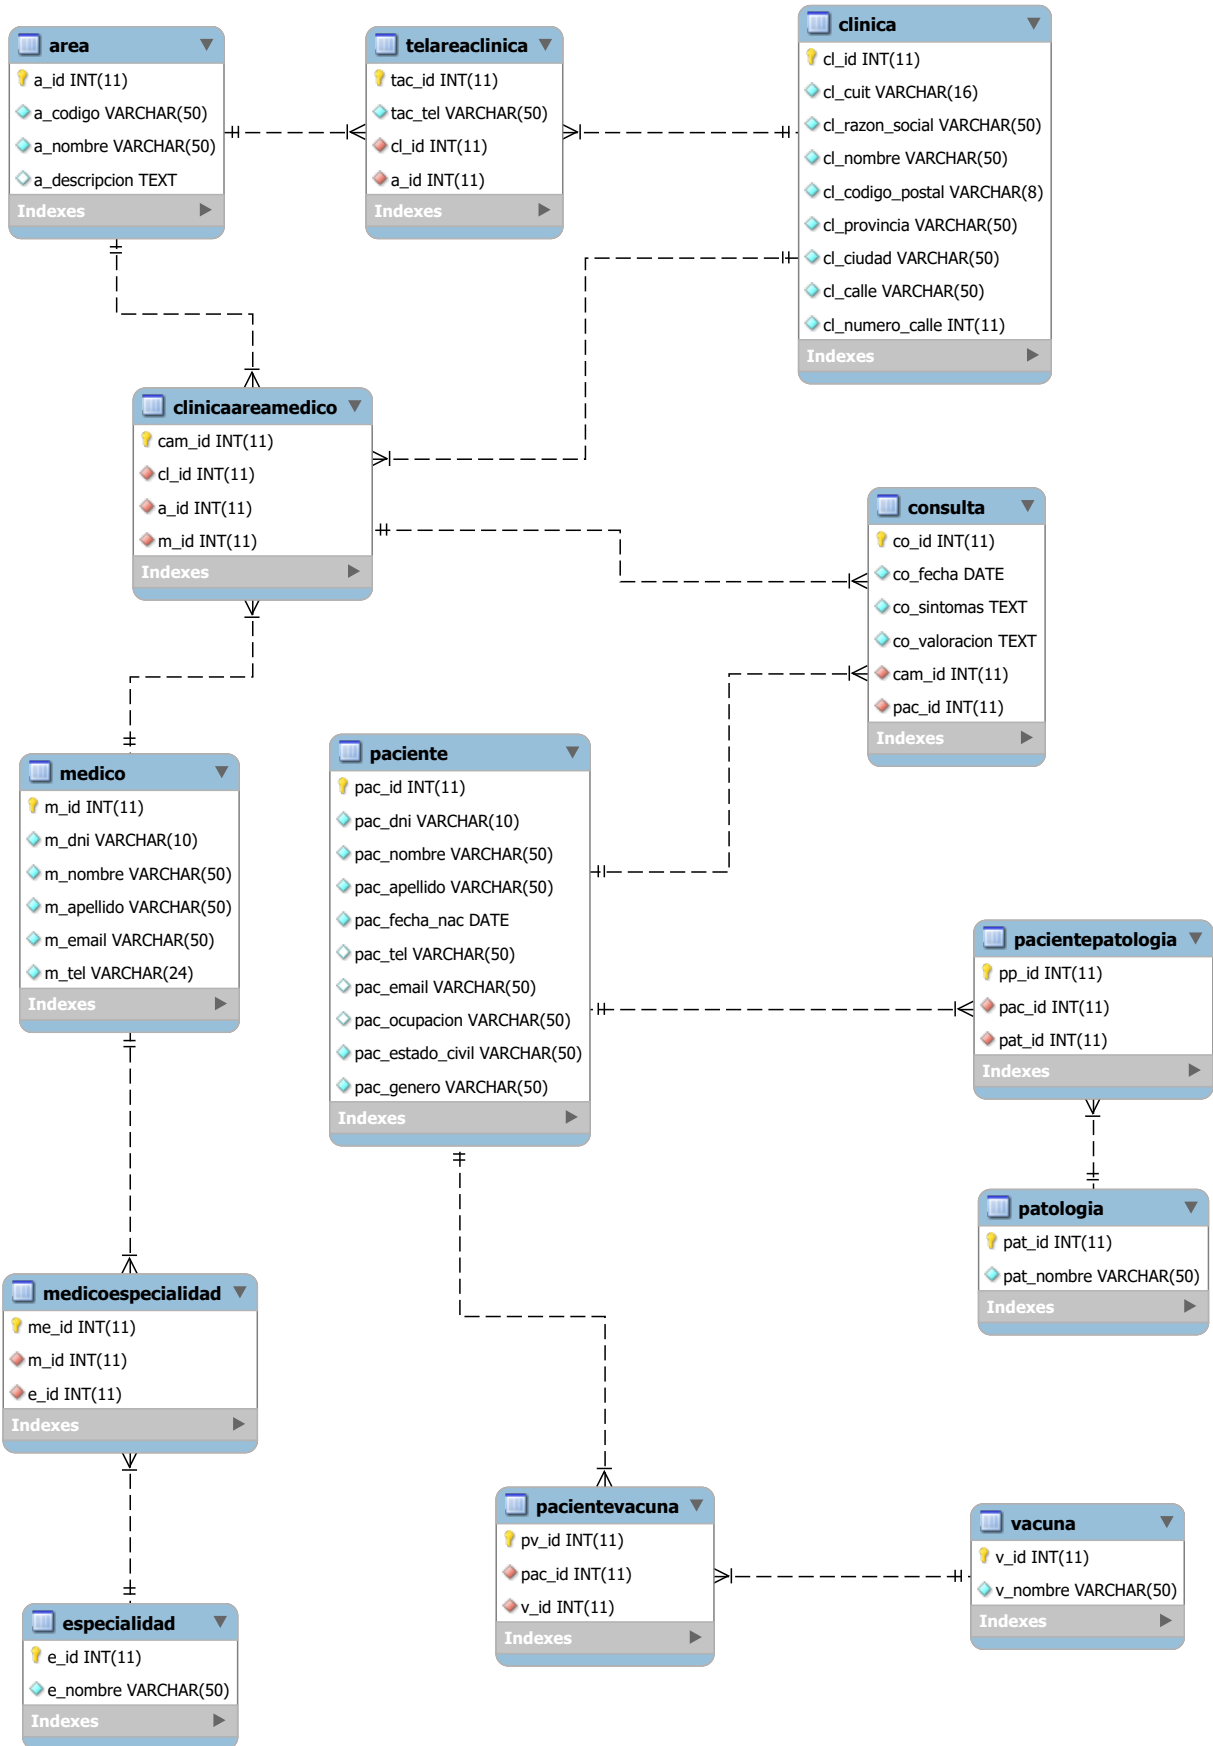 area
a_id INT(11)
a_codigo VARCHAR(50)
a_nombre VARCHAR(50)
a_descripcion TEXT
Indexes
telareaclinica
tac_id INT(11)
tac_tel VARCHAR(50)
cl_id INT(11)
a_id INT(11)
Indexes
clinica
cl_id INT(11)
cl_cuit VARCHAR(16)
cl_razon_social VARCHAR(50)
cl_nombre VARCHAR(50)
cl_codigo_postal VARCHAR(8)
cl_provincia VARCHAR(50)
cl_ciudad VARCHAR(50)
cl_calle VARCHAR(50)
cl_numero_calle INT(11)
Indexes
clinicaareamedico
cam_id INT(11)
cl_id INT(11)
a_id INT(11)
m_id INT(11)
Indexes
consulta
co_id INT(11)
co_fecha DATE
co_sintomas TEXT
co_valoracion TEXT
cam_id INT(11)
pac_id INT(11)
Indexes
medico
m_id INT(11)
m_dni VARCHAR(10)
m_nombre VARCHAR(50)
m_apellido VARCHAR(50)
m_email VARCHAR(50)
m_tel VARCHAR(24)
Indexes
paciente
pac_id INT(11)
pac_dni VARCHAR(10)
pac_nombre VARCHAR(50)
pac_apellido VARCHAR(50)
pac_fecha_nac DATE
pac_tel VARCHAR(50)
pac_email VARCHAR(50)
pac_ocupacion VARCHAR(50)
pac_estado_civil VARCHAR(50)
pac_genero VARCHAR(50)
Indexes
pacientepatologia
pp_id INT(11)
pac_id INT(11)
pat_id INT(11)
Indexes
patologia
pat_id INT(11)
pat_nombre VARCHAR(50)
Indexes
medicoespecialidad
me_id INT(11)
m_id INT(11)
e_id INT(11)
Indexes
pacientevacuna
pv_id INT(11)
pac_id INT(11)
v_id INT(11)
Indexes
vacuna
v_id INT(11)
v_nombre VARCHAR(50)
Indexes
especialidad
e_id INT(11)
e_nombre VARCHAR(50)
Indexes